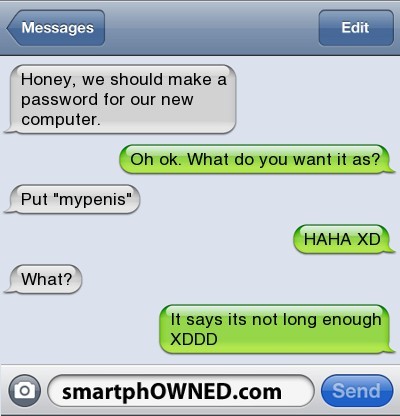 Messages
Edit
Honey, we should make a
password for our new
computer.
Oh ok. What do you want it as?
Put "mypenis"
HAHA XD
What?
It says its not long enough
XDDD
smartphOWNED.com
Send